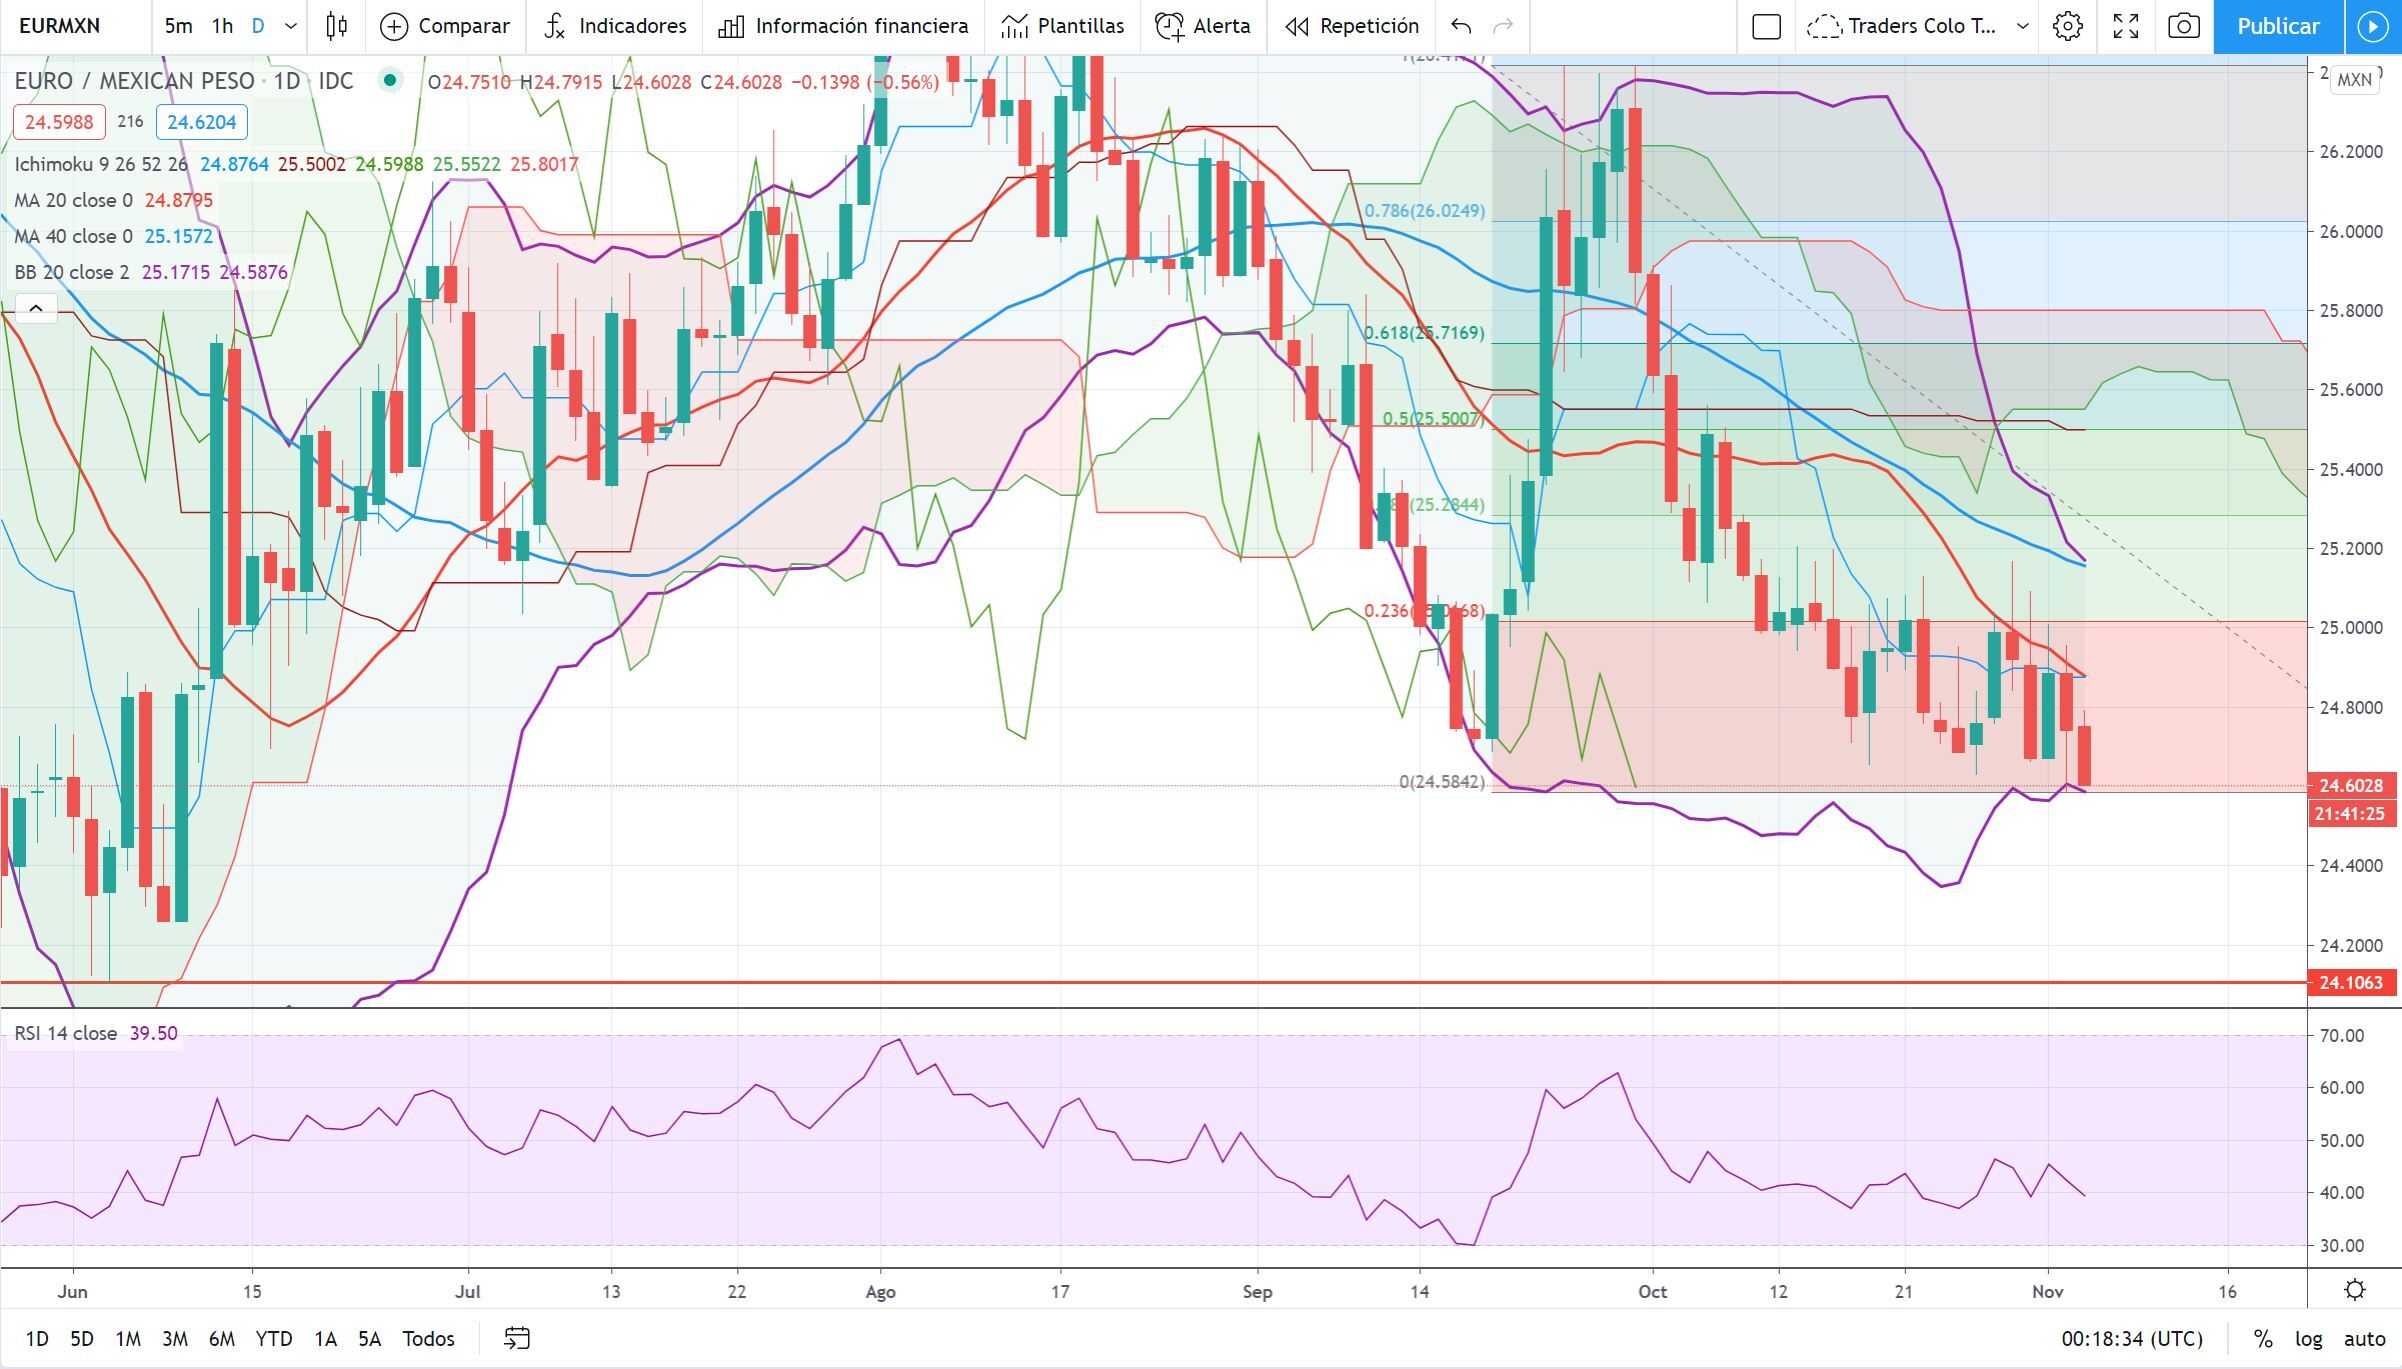 EURMXN 5m 1h D Comparar Indicadores Información financiera Plantillas Alerta Repetición Traders Colo T... Publicar
EURO / MEXICAN PESO · 1D · IDC O24.7510 H24.7915 L24.6028 C24.6028 −0.1398 (−0.56%)
MXN
24.5988 216 24.6204
Ichimoku 9 26 52 26 24.8764 25.5002 24.5988 25.5522 25.8017
MA 20 close 0 24.8795
MA 40 close 0 25.1572
BB 20 close 2 25.1715 24.5876
26.2000
0.786(26.0249)
26.0000
25.8000
0.618(25.7169)
25.6000
0.5(25.5007)
25.4000
(25.2844)
25.2000
25.0000
24.8000
0(24.5842)
24.6028
21:41:25
24.4000
24.2000
24.1063
RSI 14 close 39.50
70.00
60.00
50.00
40.00
30.00
Jun 15 Jul 13 22 Ago 17 Sep 14 Oct 12 21 Nov 16
1D 5D 1M 3M 6M YTD 1A 5A Todos 00:18:34 (UTC) % log auto